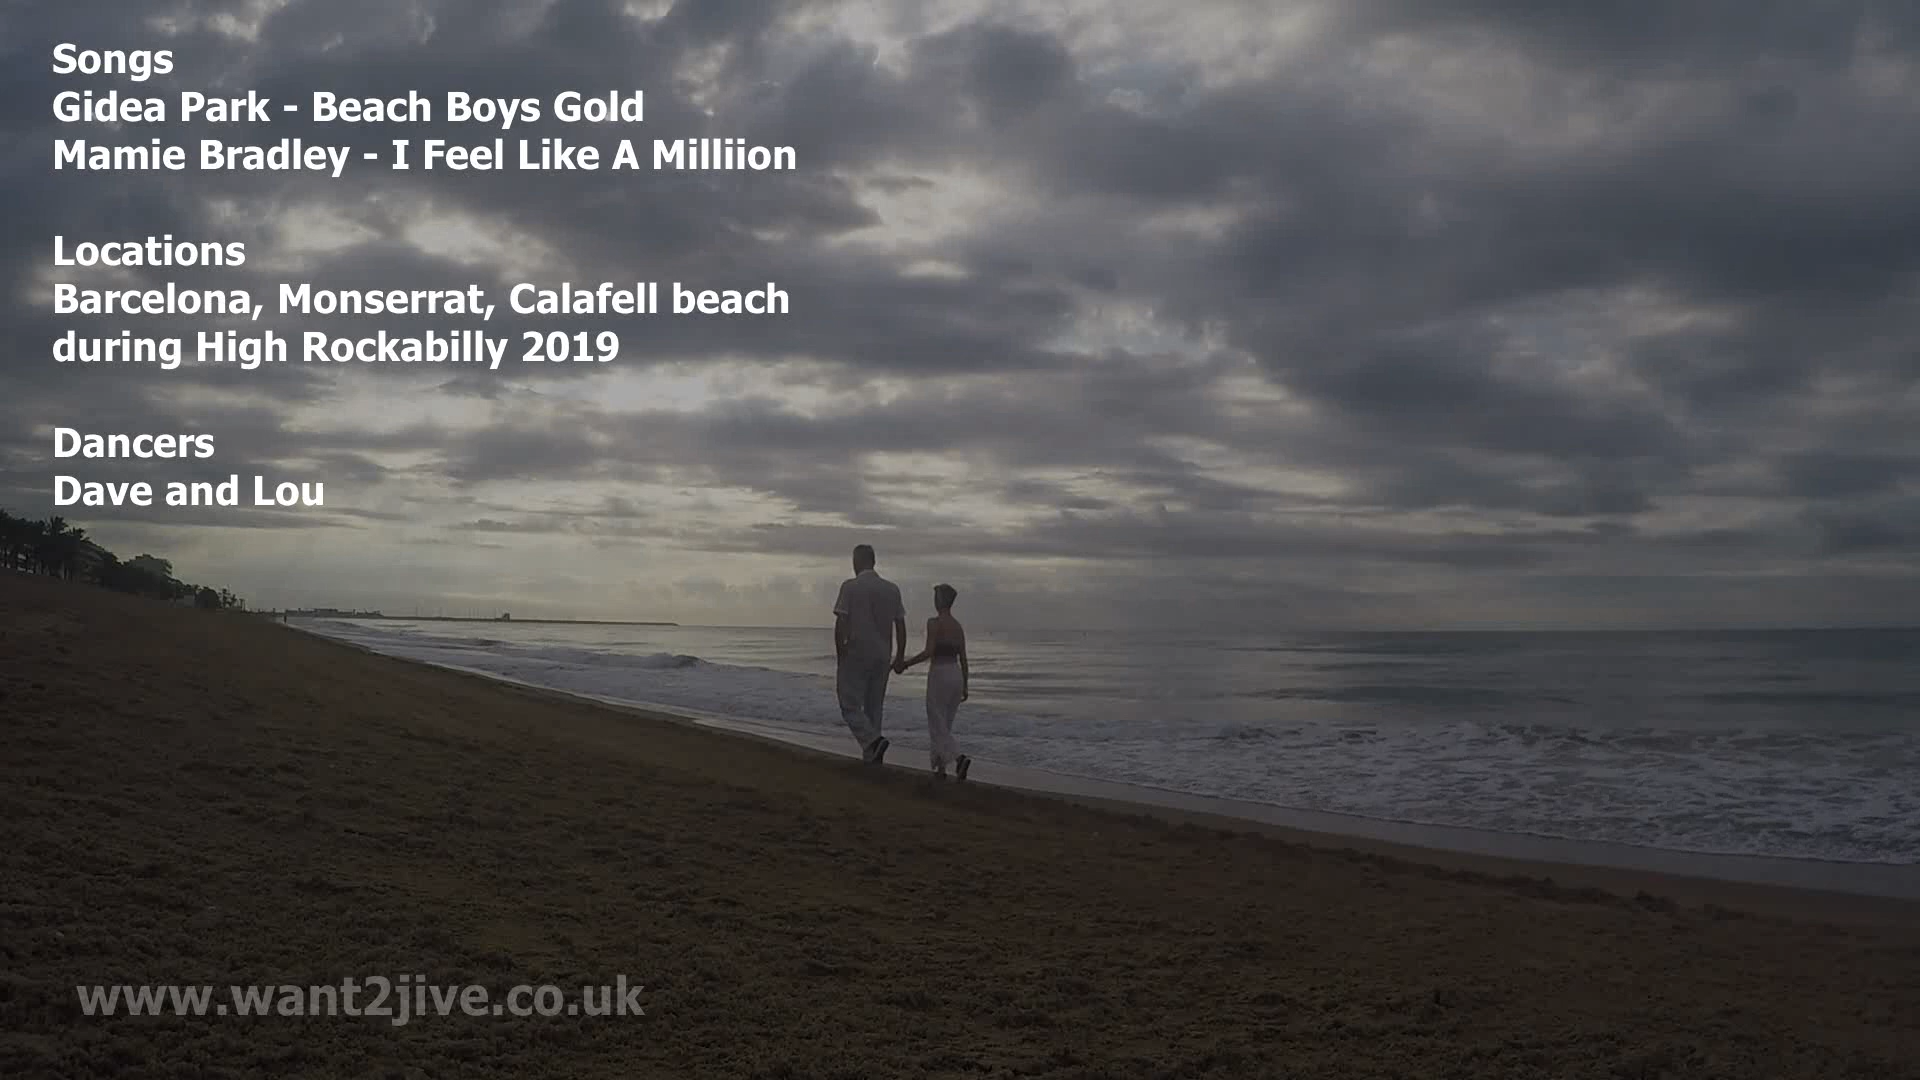 Songs
Gidea Park - Beach Boys Gold
Mamie Bradley - I Feel Like A Milliion
Locations
Barcelona, Monserrat, Calafell beach
during High Rockabilly 2019
Dancers
Dave and Lou
www.want2jive.co.uk